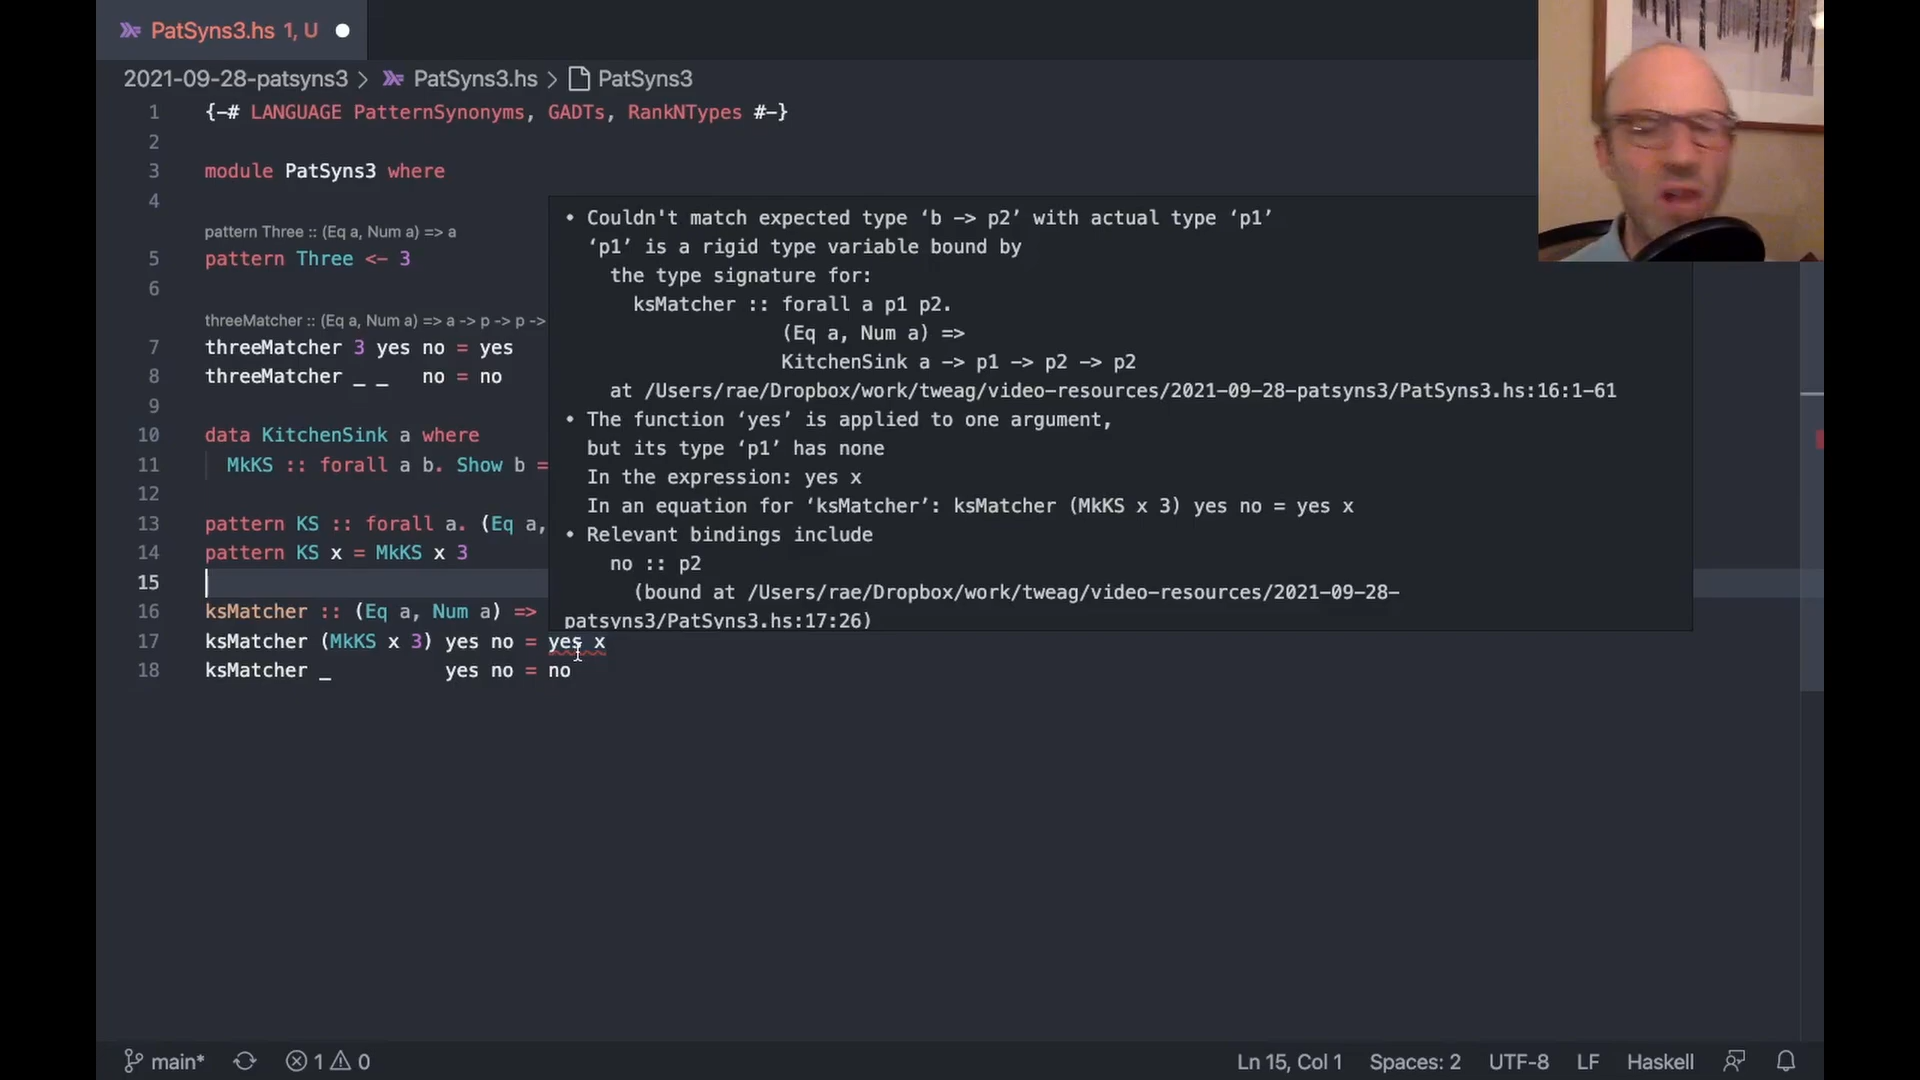 PatSyns3.hs 1, U
2021-09-28-patsyns3 > PatSyns3.hs > PatSyns3
1 {-# LANGUAGE PatternSynonyms, GADTs, RankNTypes #-}
2
3 module PatSyns3 where
4
pattern Three :: (Eq a, Num a) => a
5 pattern Three <- 3
6
threeMatcher :: (Eq a, Num a) => a -> p -> p ->
7 threeMatcher 3 yes no = yes
8 threeMatcher _ _ no = no
9
10 data KitchenSink a where
11 MkKS :: forall a b. Show b =
12
13 pattern KS :: forall a. (Eq a,
14 pattern KS x = MkKS x 3
15
16 ksMatcher :: (Eq a, Num a) =>
17 ksMatcher (MkKS x 3) yes no = yes x
18 ksMatcher _ yes no = no
• Couldn't match expected type ‘b -> p2’ with actual type ‘p1’
‘p1’ is a rigid type variable bound by
the type signature for:
ksMatcher :: forall a p1 p2.
(Eq a, Num a) =>
KitchenSink a -> p1 -> p2 -> p2
at /Users/rae/Dropbox/work/tweag/video-resources/2021-09-28-patsyns3/PatSyns3.hs:16:1-61
• The function ‘yes’ is applied to one argument,
but its type ‘p1’ has none
In the expression: yes x
In an equation for ‘ksMatcher’: ksMatcher (MkKS x 3) yes no = yes x
• Relevant bindings include
no :: p2
(bound at /Users/rae/Dropbox/work/tweag/video-resources/2021-09-28-
patsyns3/PatSyns3.hs:17:26)
main* 1 0 Ln 15, Col 1 Spaces: 2 UTF-8 LF Haskell